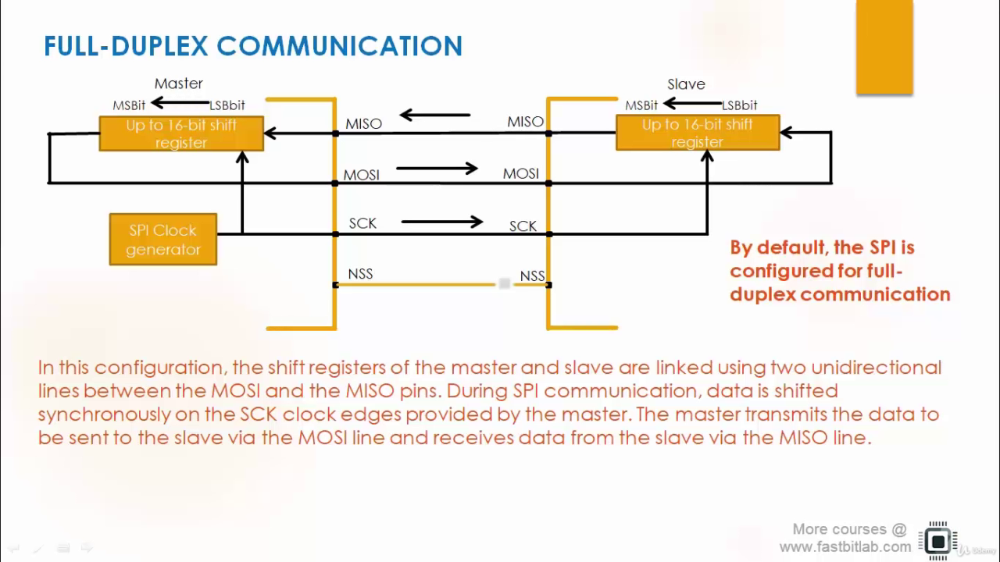 FULL-DUPLEX COMMUNICATION
Master
MSBit LSBbit
Up to 16-bit shift
register
Slave
MSBit LSBbit
Up to 16-bit shift
register
MISO MISO
MOSI MOSI
SCK SCK
NSS NSS
SPI Clock
generator
By default, the SPI is
configured for full-
duplex communication
In this configuration, the shift registers of the master and slave are linked using two unidirectional
lines between the MOSI and the MISO pins. During SPI communication, data is shifted
synchronously on the SCK clock edges provided by the master. The master transmits the data to
be sent to the slave via the MOSI line and receives data from the slave via the MISO line.
More courses @
www.fastbitlab.com
Udemy